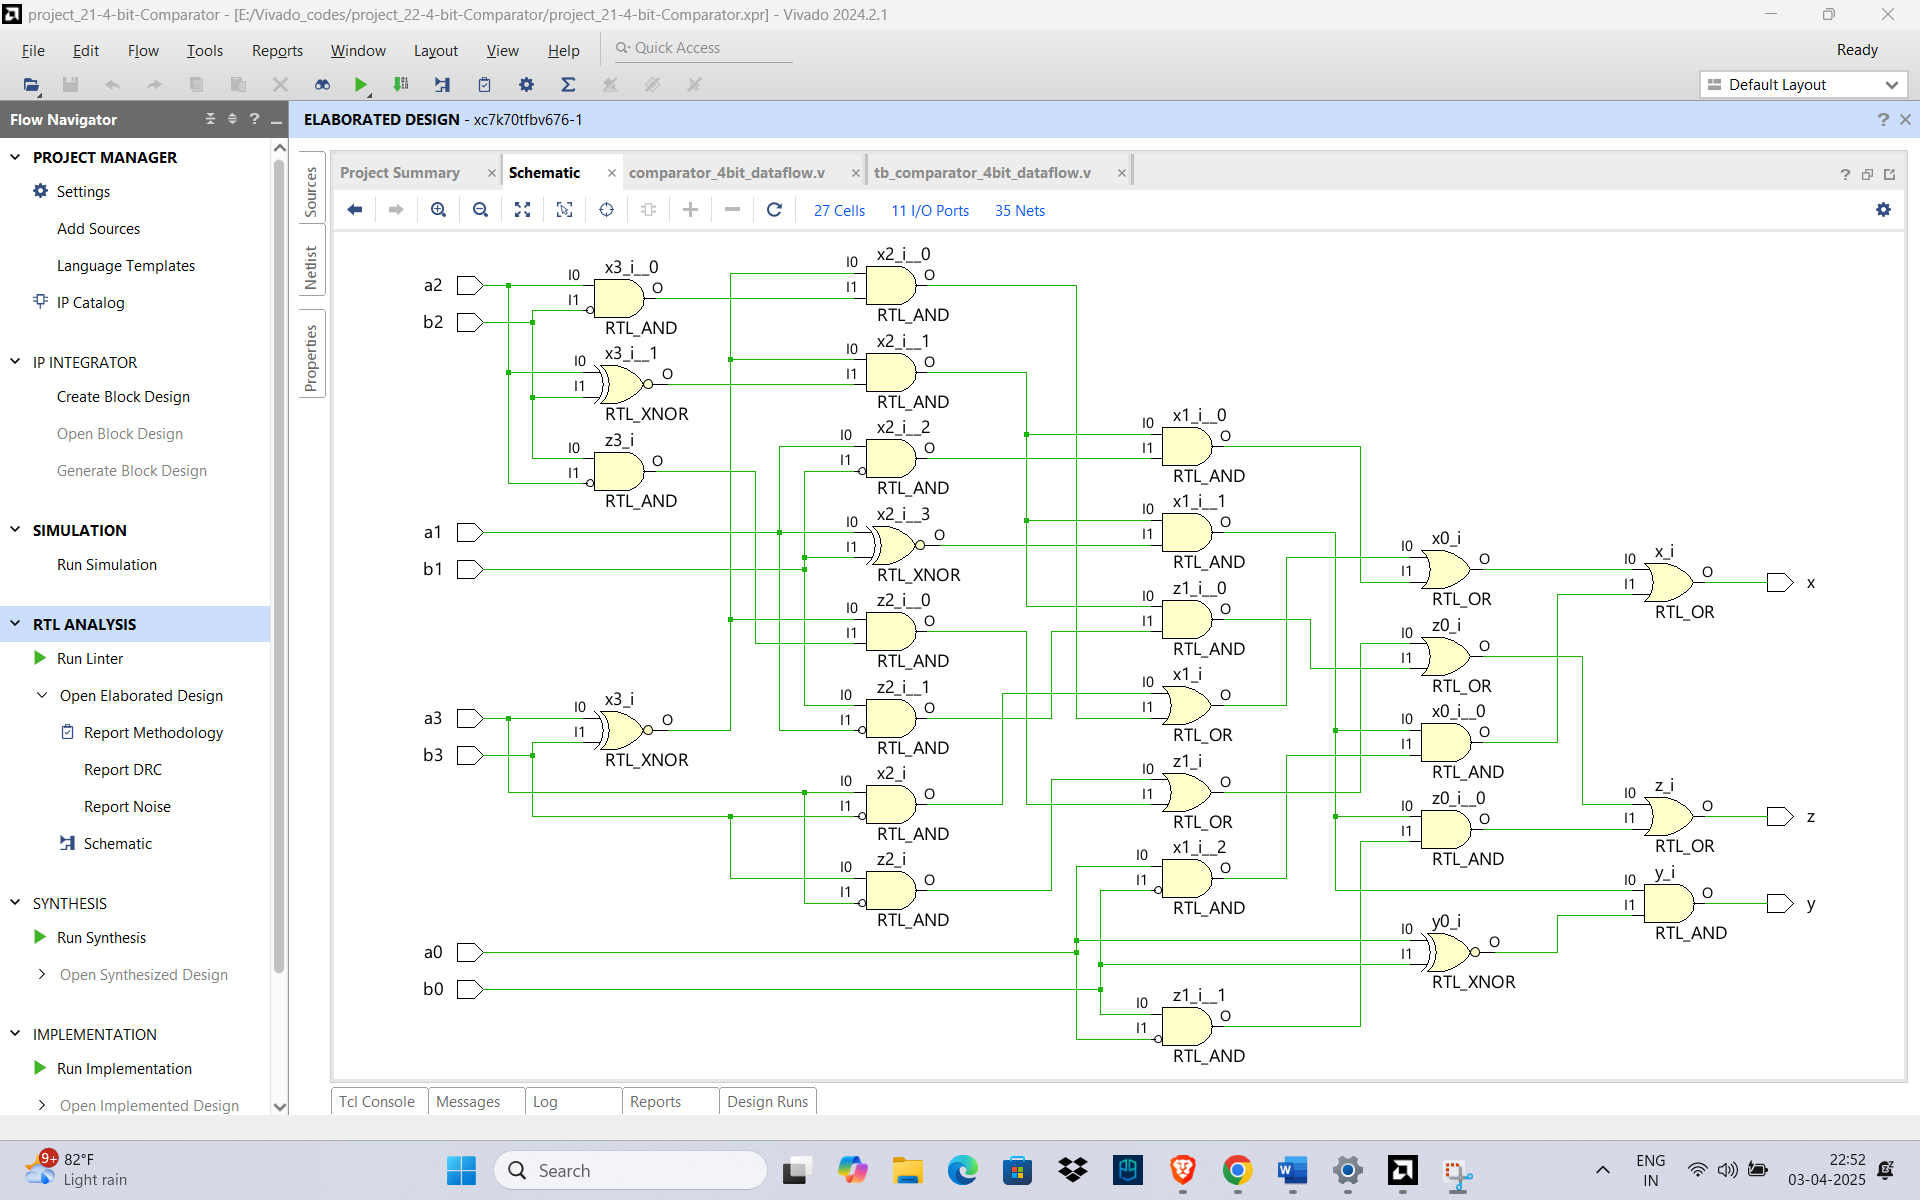 project_21-4-bit-Comparator - [E:/Vivado_codes/project_22-4-bit-Comparator/project_21-4-bit-Comparator.xpr] - Vivado 2024.2.1
File Edit Flow Tools Reports Window Layout View Help Quick Access
Ready
Default Layout
Flow Navigator
ELABORATED DESIGN - xc7k70tfbv676-1
PROJECT MANAGER
Settings
Add Sources
Language Templates
IP Catalog
IP INTEGRATOR
Create Block Design
Open Block Design
Generate Block Design
SIMULATION
Run Simulation
RTL ANALYSIS
Run Linter
Open Elaborated Design
Report Methodology
Report DRC
Report Noise
Schematic
SYNTHESIS
Run Synthesis
Open Synthesized Design
IMPLEMENTATION
Run Implementation
Open Implemented Design
Sources
Netlist
Properties
Project Summary
Schematic
comparator_4bit_dataflow.v
tb_comparator_4bit_dataflow.v
27 Cells 11 I/O Ports 35 Nets
a2
b2
a1
b1
a3
b3
a0
b0
x3_i__0
I0
I1
O
RTL_AND
x3_i__1
I0
I1
O
RTL_XNOR
z3_i
I0
I1
O
RTL_AND
x3_i
I0
I1
O
RTL_XNOR
x2_i__0
I0
I1
O
RTL_AND
x2_i__1
I0
I1
O
RTL_AND
x2_i__2
I0
I1
O
RTL_AND
x2_i__3
I0
I1
O
RTL_XNOR
z2_i__0
I0
I1
O
RTL_AND
z2_i__1
I0
I1
O
RTL_AND
x2_i
I0
I1
O
RTL_AND
z2_i
I0
I1
O
RTL_AND
x1_i__0
I0
I1
O
RTL_AND
x1_i__1
I0
I1
O
RTL_AND
z1_i__0
I0
I1
O
RTL_AND
x1_i
I0
I1
O
RTL_OR
z1_i
I0
I1
O
RTL_OR
x1_i__2
I0
I1
O
RTL_AND
z1_i__1
I0
I1
O
RTL_AND
x0_i
I0
I1
O
RTL_OR
z0_i
I0
I1
O
RTL_OR
x0_i__0
I0
I1
O
RTL_AND
z0_i__0
I0
I1
O
RTL_AND
y0_i
I0
I1
O
RTL_XNOR
x_i
I0
I1
O
RTL_OR
z_i
I0
I1
O
RTL_OR
y_i
I0
I1
O
RTL_AND
x
z
y
Tcl Console Messages Log Reports Design Runs
9+
82°F
Light rain
Search
ENG
IN
22:52
03-04-2025